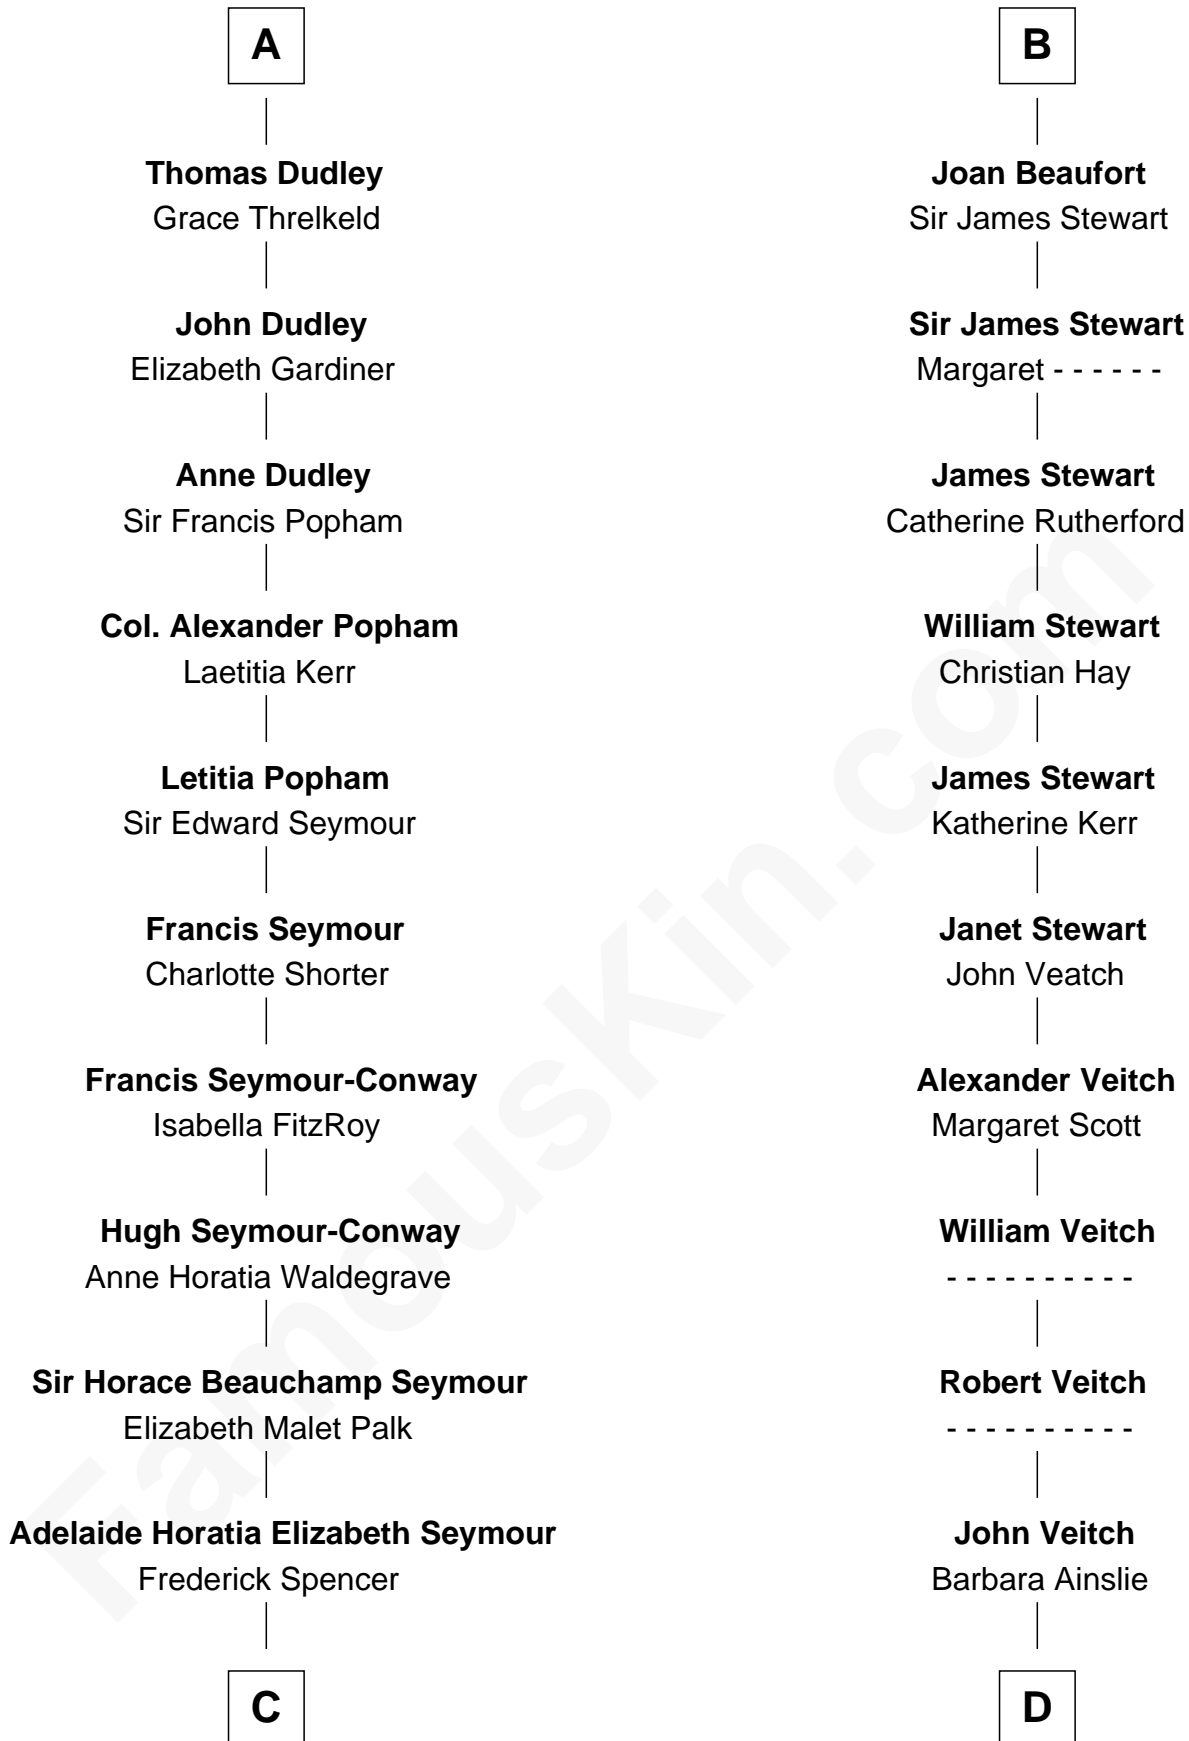 A
Thomas Dudley
Grace Threlkeld
John Dudley
Elizabeth Gardiner
Anne Dudley
Sir Francis Popham
Col. Alexander Popham
Laetitia Kerr
Letitia Popham
Sir Edward Seymour
Francis Seymour
Charlotte Shorter
Francis Seymour-Conway
Isabella FitzRoy
Hugh Seymour-Conway
Anne Horatia Waldegrave
Sir Horace Beauchamp Seymour
Elizabeth Malet Palk
Adelaide Horatia Elizabeth Seymour
Frederick Spencer
C
B
Joan Beaufort
Sir James Stewart
Sir James Stewart
Margaret - - - - - -
James Stewart
Catherine Rutherford
William Stewart
Christian Hay
James Stewart
Katherine Kerr
Janet Stewart
John Veatch
Alexander Veitch
Margaret Scott
William Veitch
- - - - - - - - - -
Robert Veitch
- - - - - - - - - -
John Veitch
Barbara Ainslie
D
FamousKin.com